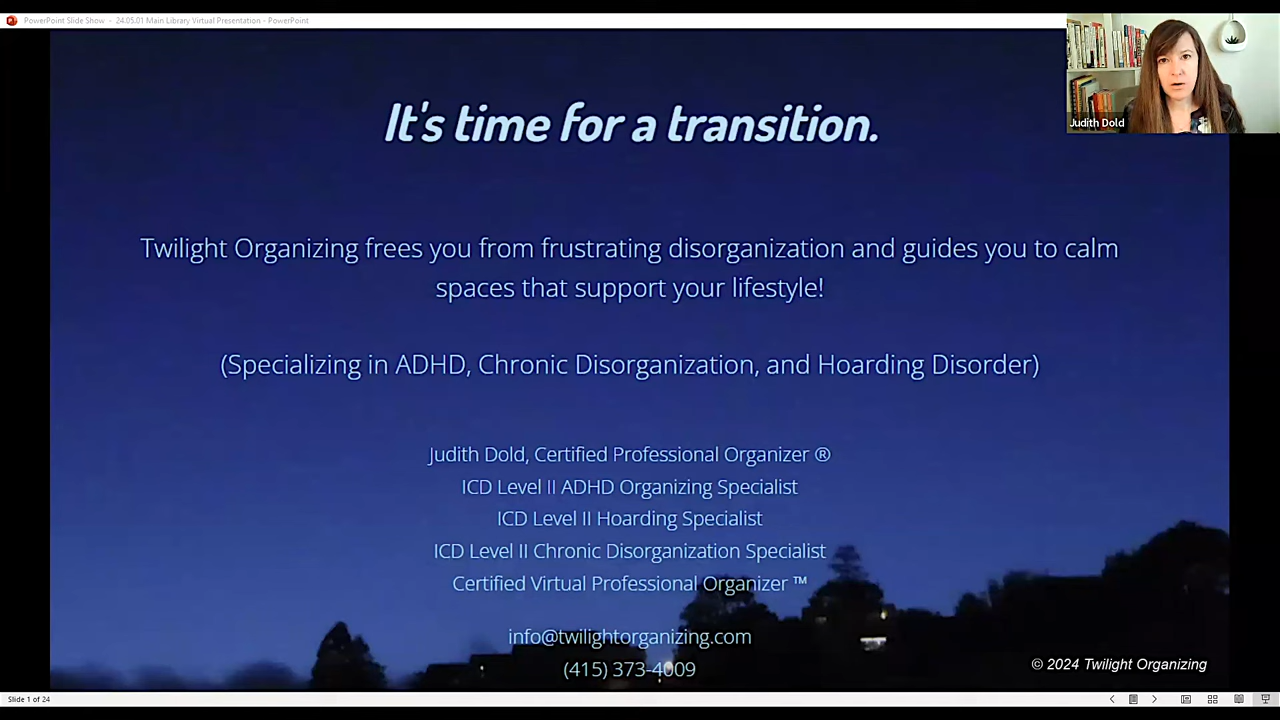 PowerPoint Slide Show - 24.05.01 Main Library Virtual Presentation - PowerPoint
Judith Dold
It's time for a transition.
Twilight Organizing frees you from frustrating disorganization and guides you to calm
spaces that support your lifestyle!
(Specializing in ADHD, Chronic Disorganization, and Hoarding Disorder)
Judith Dold, Certified Professional Organizer ®
ICD Level II ADHD Organizing Specialist
ICD Level II Hoarding Specialist
ICD Level II Chronic Disorganization Specialist
Certified Virtual Professional Organizer ™
info@twilightorganizing.com
(415) 373-4009
© 2024 Twilight Organizing
Slide 1 of 24